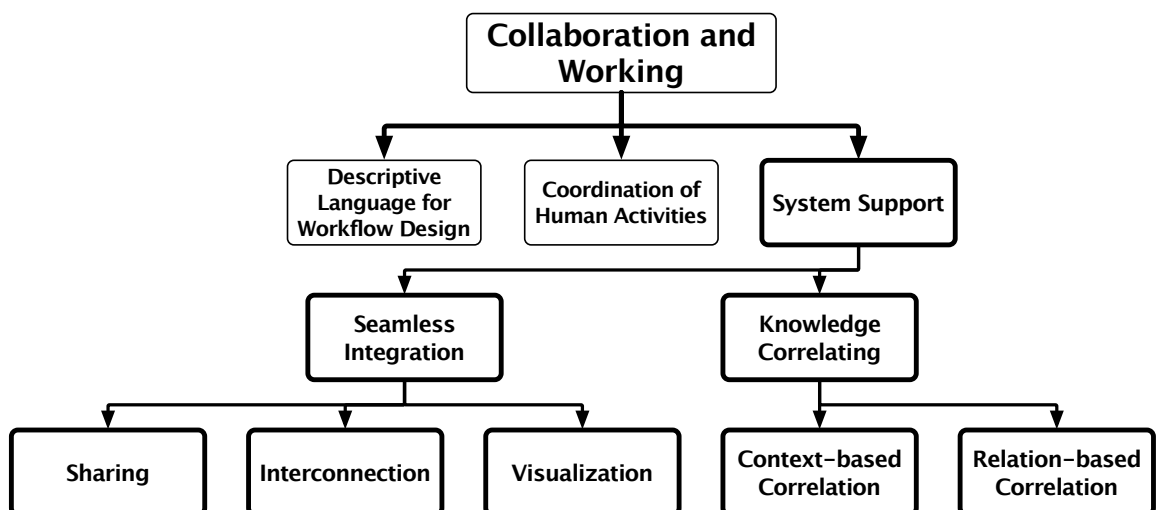 Collaboration and
Working
Descriptive
Language for
Workflow Design
Coordination of
Human Activities
System Support
Seamless
Integration
Knowledge
Correlating
Sharing
Interconnection
Visualization
Context-based
Correlation
Relation-based
Correlation